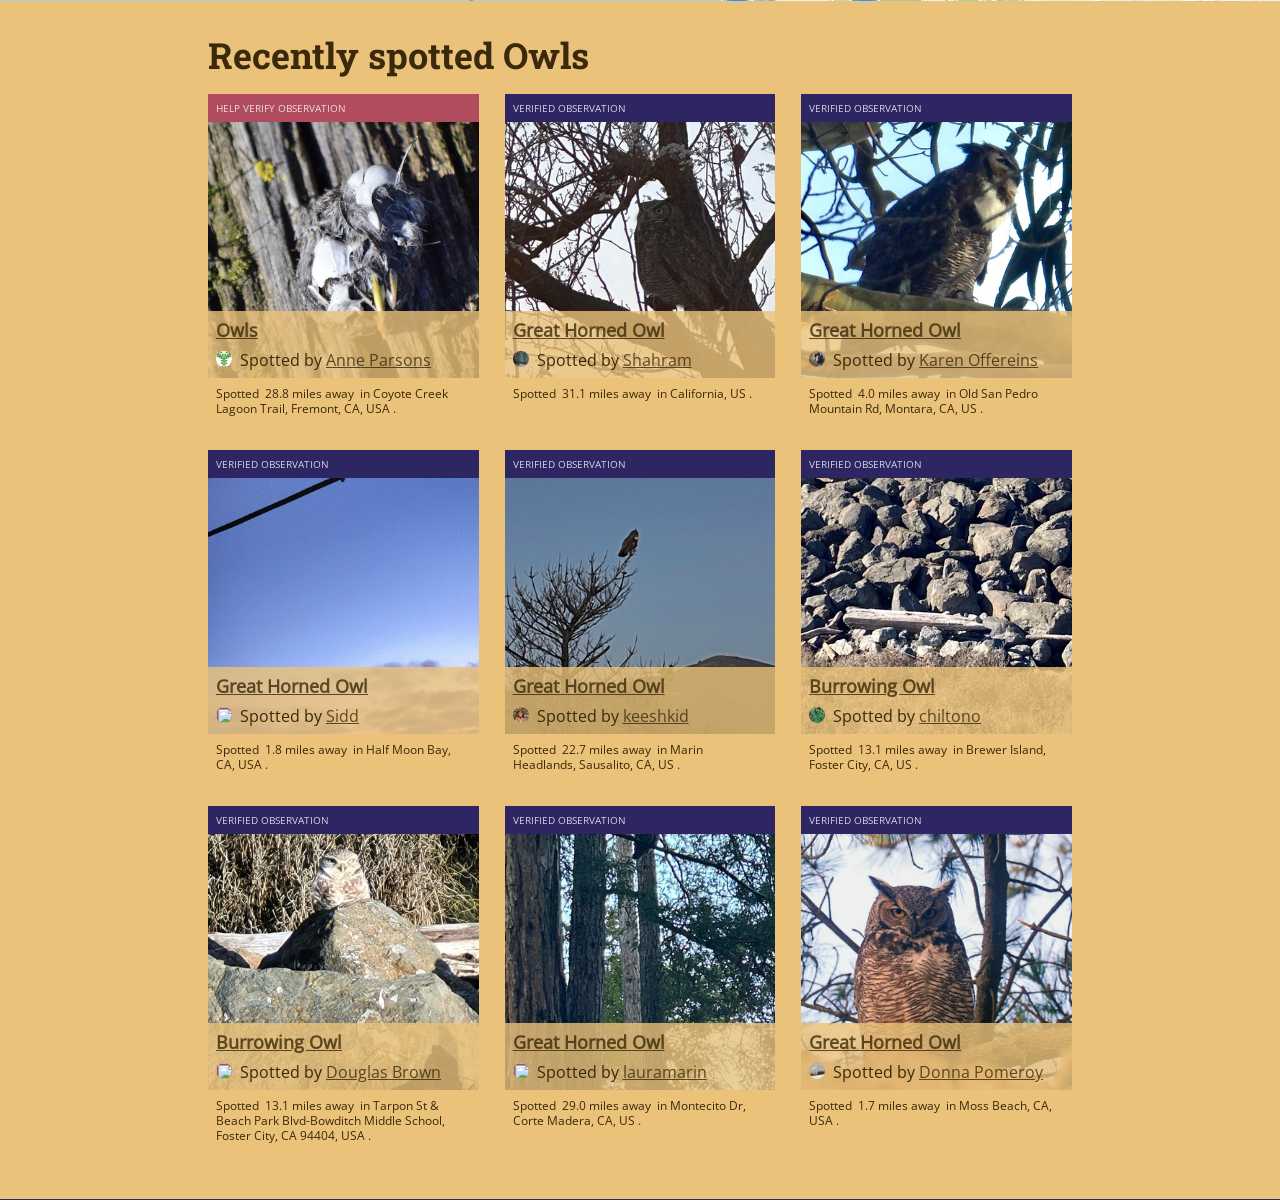 Recently spotted Owls
HELP VERIFY OBSERVATION
Owls
Spotted by Anne Parsons
Spotted 28.8 miles away in Coyote Creek
Lagoon Trail, Fremont, CA, USA .
VERIFIED OBSERVATION
Great Horned Owl
Spotted by Shahram
Spotted 31.1 miles away in California, US .
VERIFIED OBSERVATION
Great Horned Owl
Spotted by Karen Offereins
Spotted 4.0 miles away in Old San Pedro
Mountain Rd, Montara, CA, US .
VERIFIED OBSERVATION
Great Horned Owl
Spotted by Sidd
Spotted 1.8 miles away in Half Moon Bay,
CA, USA .
VERIFIED OBSERVATION
Great Horned Owl
Spotted by keeshkid
Spotted 22.7 miles away in Marin
Headlands, Sausalito, CA, US .
VERIFIED OBSERVATION
Burrowing Owl
Spotted by chiltono
Spotted 13.1 miles away in Brewer Island,
Foster City, CA, US .
VERIFIED OBSERVATION
Burrowing Owl
Spotted by Douglas Brown
Spotted 13.1 miles away in Tarpon St &
Beach Park Blvd-Bowditch Middle School,
Foster City, CA 94404, USA .
VERIFIED OBSERVATION
Great Horned Owl
Spotted by lauramarin
Spotted 29.0 miles away in Montecito Dr,
Corte Madera, CA, US .
VERIFIED OBSERVATION
Great Horned Owl
Spotted by Donna Pomeroy
Spotted 1.7 miles away in Moss Beach, CA,
USA .